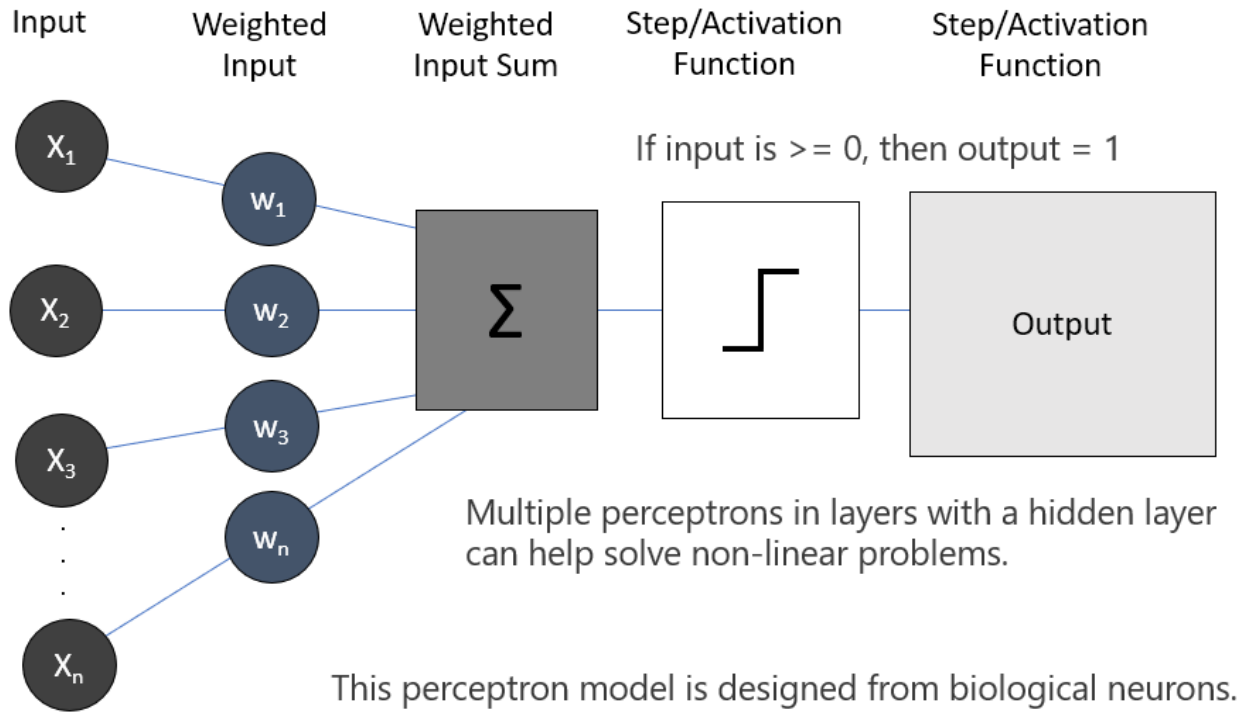 Input
Weighted
Input
Weighted
Input Sum
Step/Activation
Function
Step/Activation
Function
If input is >= 0, then output = 1
X₁
w₁
X₂
w₂
Σ
Output
X₃
w₃
.
.
.
wₙ
Xₙ
Multiple perceptrons in layers with a hidden layer
can help solve non-linear problems.
This perceptron model is designed from biological neurons.